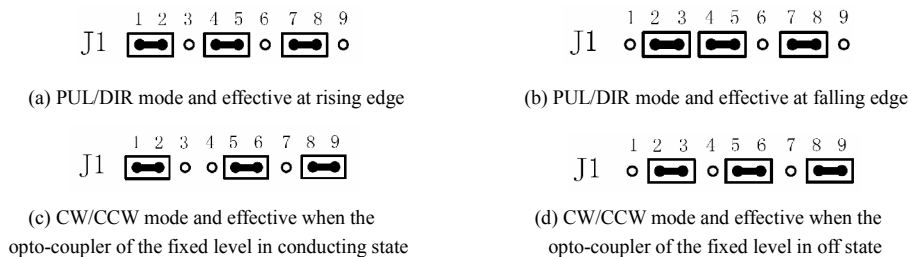 1 2 3 4 5 6 7 8 9
J1
(a) PUL/DIR mode and effective at rising edge
1 2 3 4 5 6 7 8 9
J1
(b) PUL/DIR mode and effective at falling edge
1 2 3 4 5 6 7 8 9
J1
(c) CW/CCW mode and effective when the
opto-coupler of the fixed level in conducting state
1 2 3 4 5 6 7 8 9
J1
(d) CW/CCW mode and effective when the
opto-coupler of the fixed level in off state